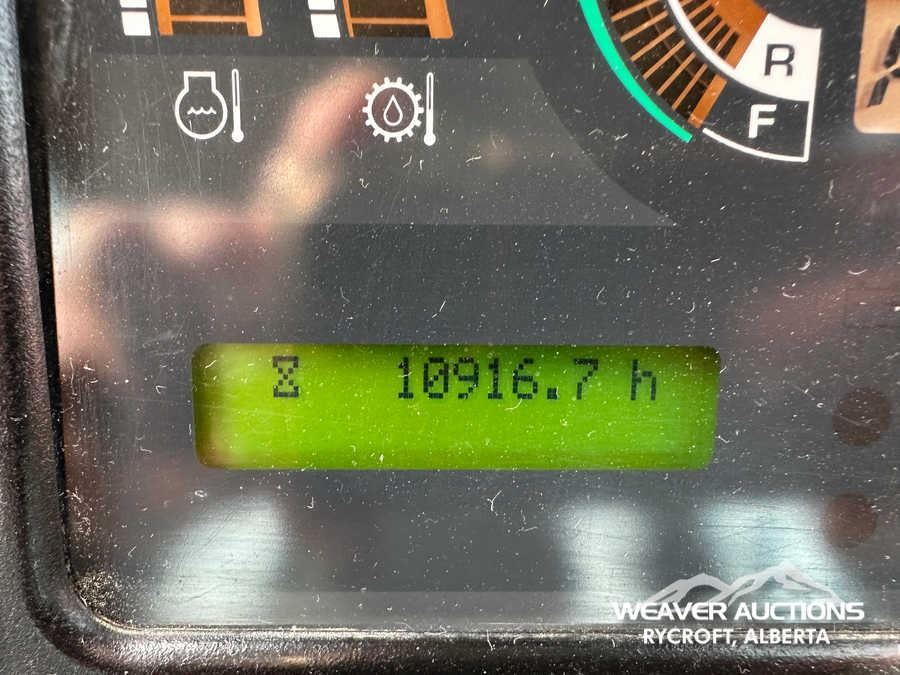 R
F
10916.7 h
WEAVER AUCTIONS
RYCROFT, ALBERTA